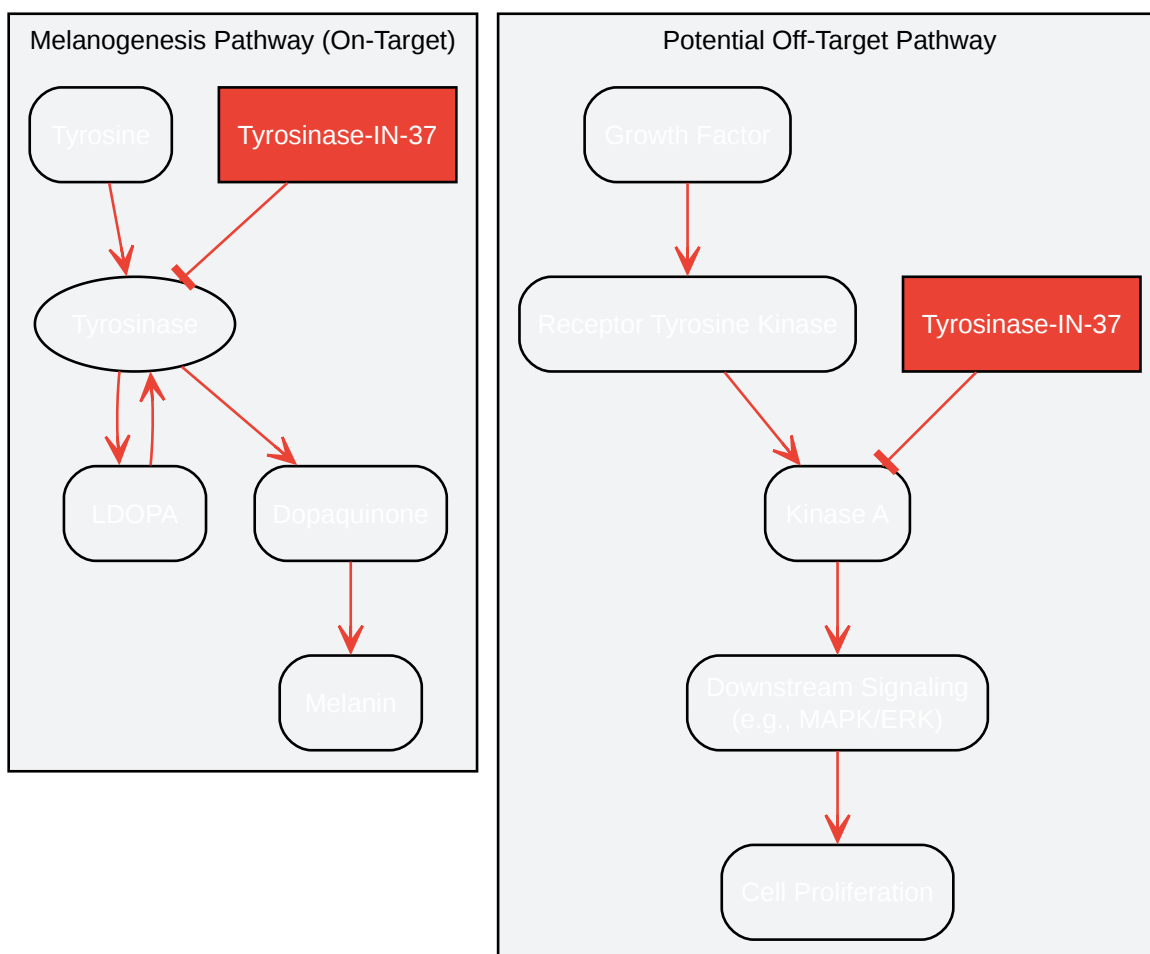 Melanogenesis Pathway (On-Target)
Tyrosine
Tyrosinase-IN-37
Tyrosinase
LDOPA
Dopaquinone
Melanin
Potential Off-Target Pathway
Growth Factor
Receptor Tyrosine Kinase
Tyrosinase-IN-37
Kinase A
Downstream Signaling
(e.g., MAPK/ERK)
Cell Proliferation